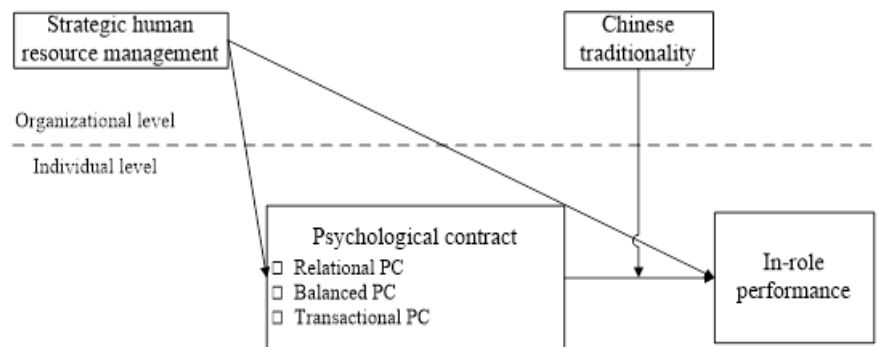 Strategic human
resource management
Chinese
traditionality
Organizational level
Individual level
Psychological contract
Relational PC
Balanced PC
Transactional PC
In-role
performance